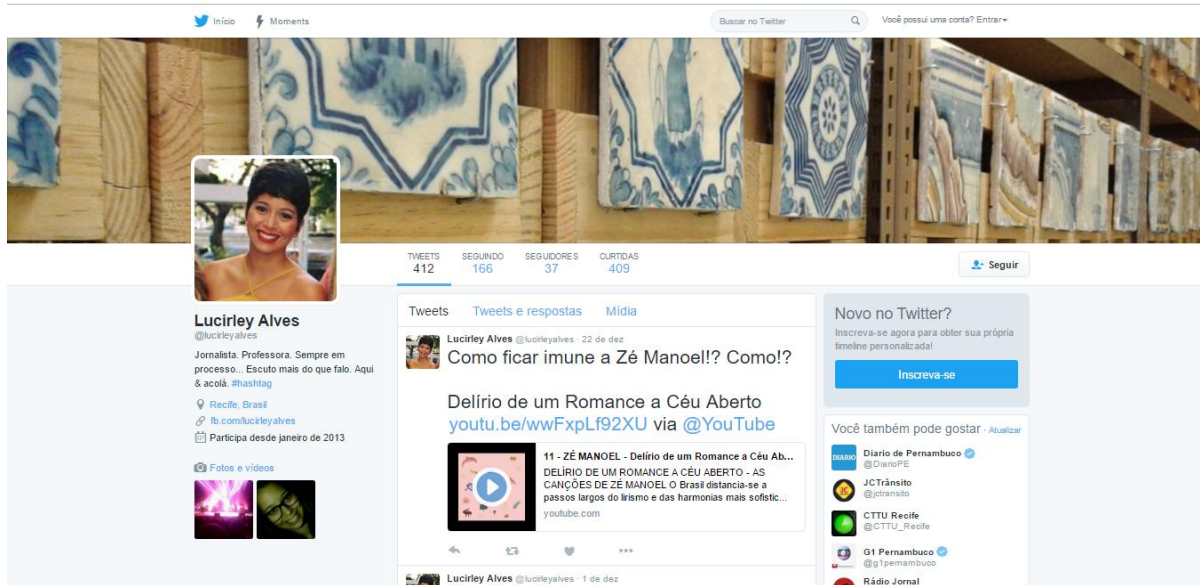 Início
Moments
Buscar no Twitter
Você possui uma conta? Entrar
TWEETS
412
SEGUINDO
166
SEGUIDORES
37
CURTIDAS
409
Seguir
Lucirley Alves
@lucirleyalves
Jornalista. Professora. Sempre em
processo... Escuto mais do que falo. Aqui
& acolá. #hashtag
Recife, Brasil
fb.com/lucirleyalves
Participa desde janeiro de 2013
Fotos e vídeos
Tweets
Tweets e respostas
Mídia
Lucirley Alves @lucirleyalves · 22 de dez
Como ficar imune a Zé Manoel!? Como!?
Delírio de um Romance a Céu Aberto
youtu.be/wwFxpLf92XU via @YouTube
11 - ZÉ MANOEL - Delírio de um Romance a Céu Ab...
DELÍRIO DE UM ROMANCE A CÉU ABERTO - AS
CANÇÕES DE ZÉ MANOEL O Brasil distancia-se a
passos largos do lirismo e das harmonias mais sofistic...
youtube.com
Lucirley Alves @lucirleyalves · 1 de dez
Novo no Twitter?
Inscreva-se agora para obter sua própria
timeline personalizada!
Inscreva-se
Você também pode gostar · Atualizar
DIARIO
Diario de Pernambuco
@DiarioPE
JCTrânsito
@jctransito
CTTU Recife
@CTTU_Recife
G1 Pernambuco
@g1pernambuco
Rádio Jornal